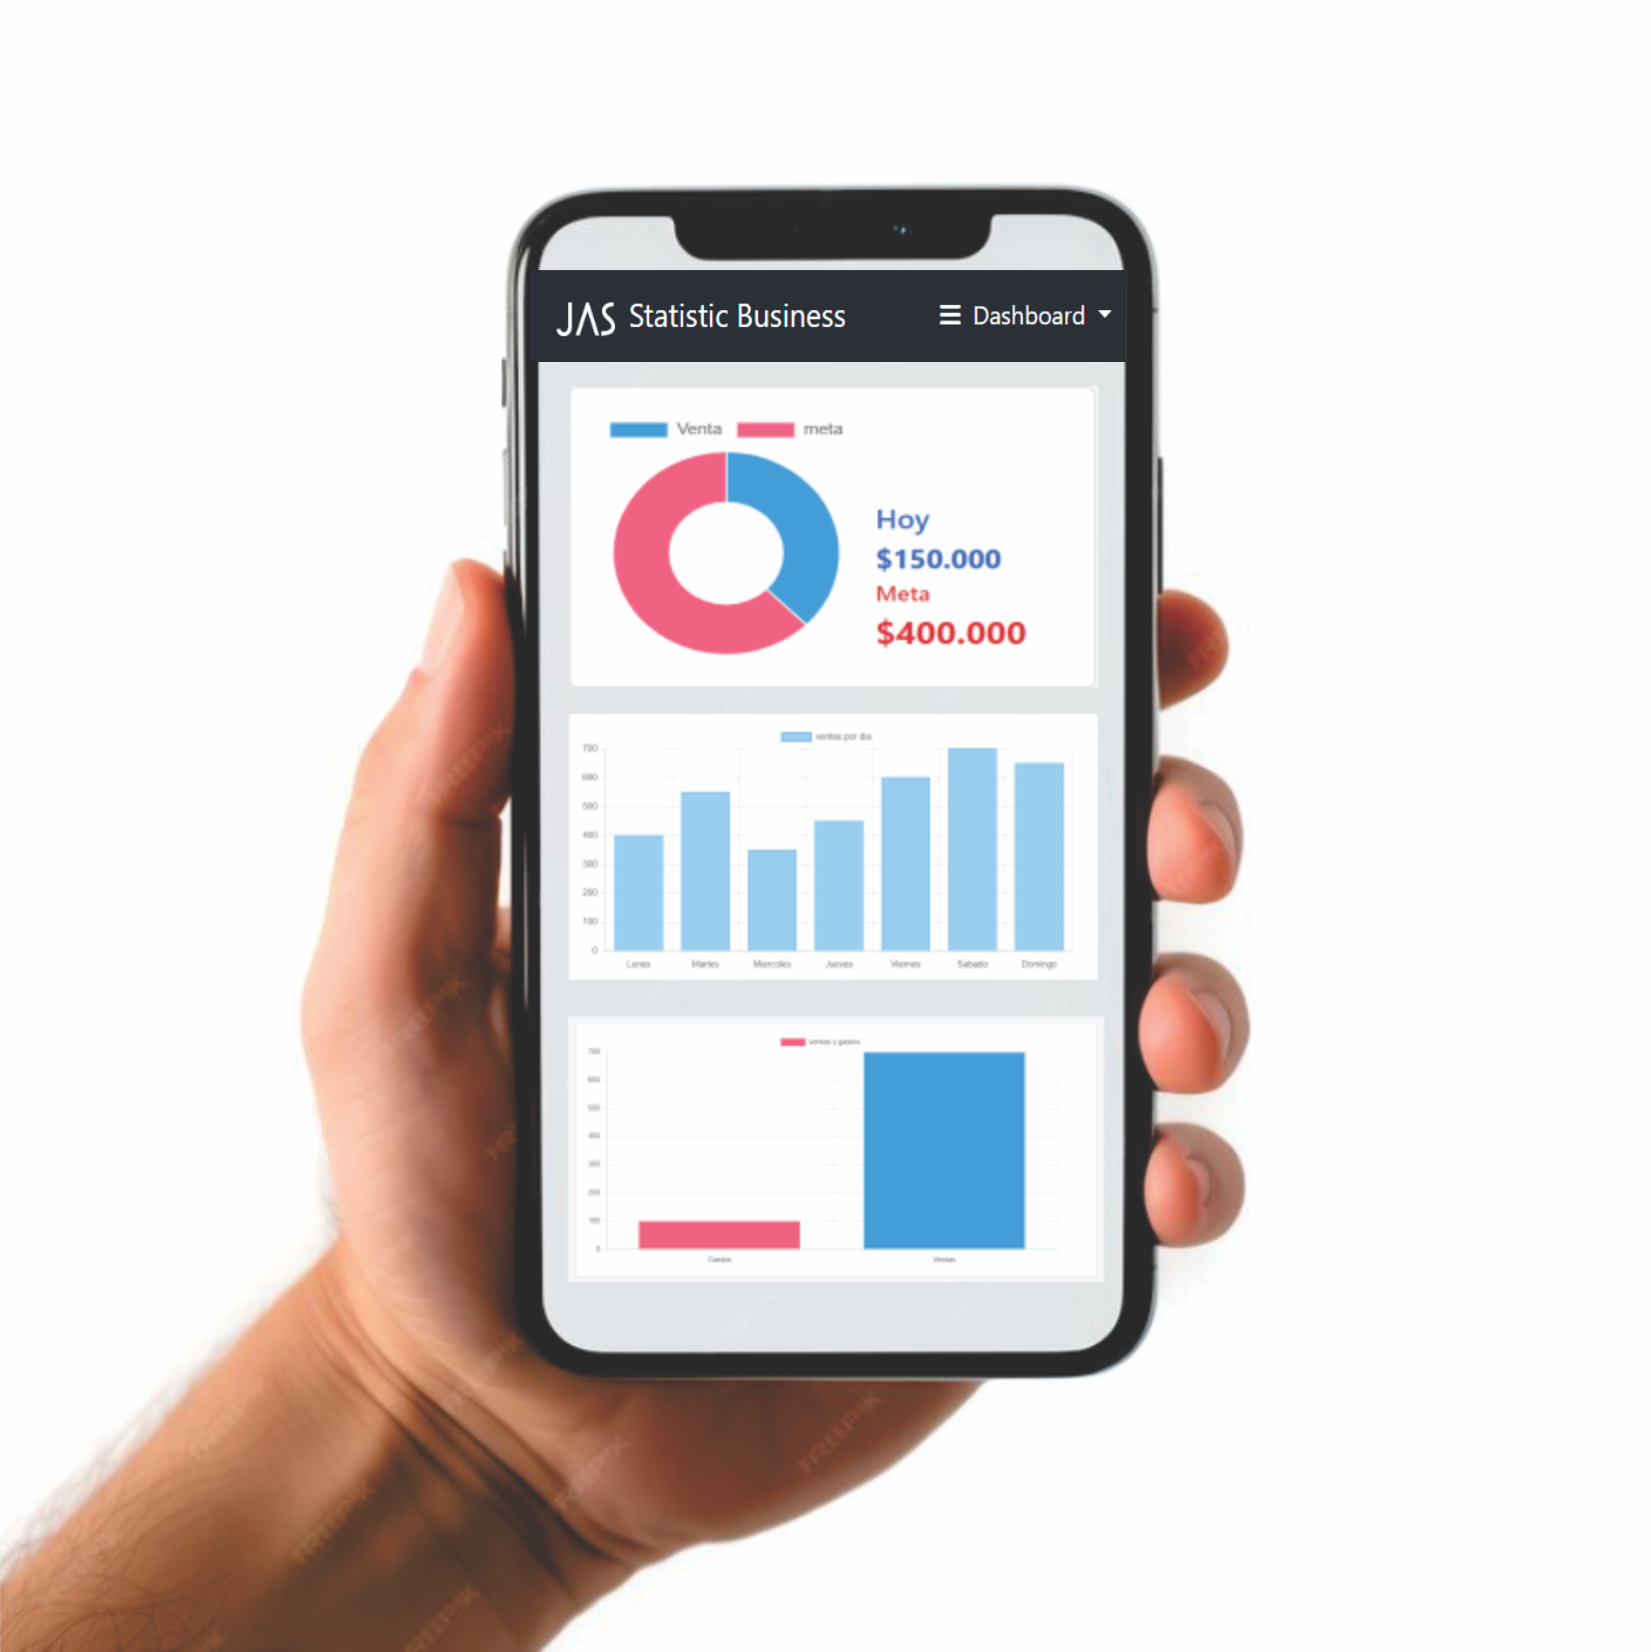 JAS Statistic Business ☰ Dashboard
Venta meta
Hoy
$150.000
Meta
$400.000
ventas por dia
700
600
500
400
300
200
100
0
Lunes Martes Miercoles Jueves Viernes Sabado Domingo
ventas y gastos
700
600
500
400
300
200
100
0
Gastos Ventas
FREEPIK